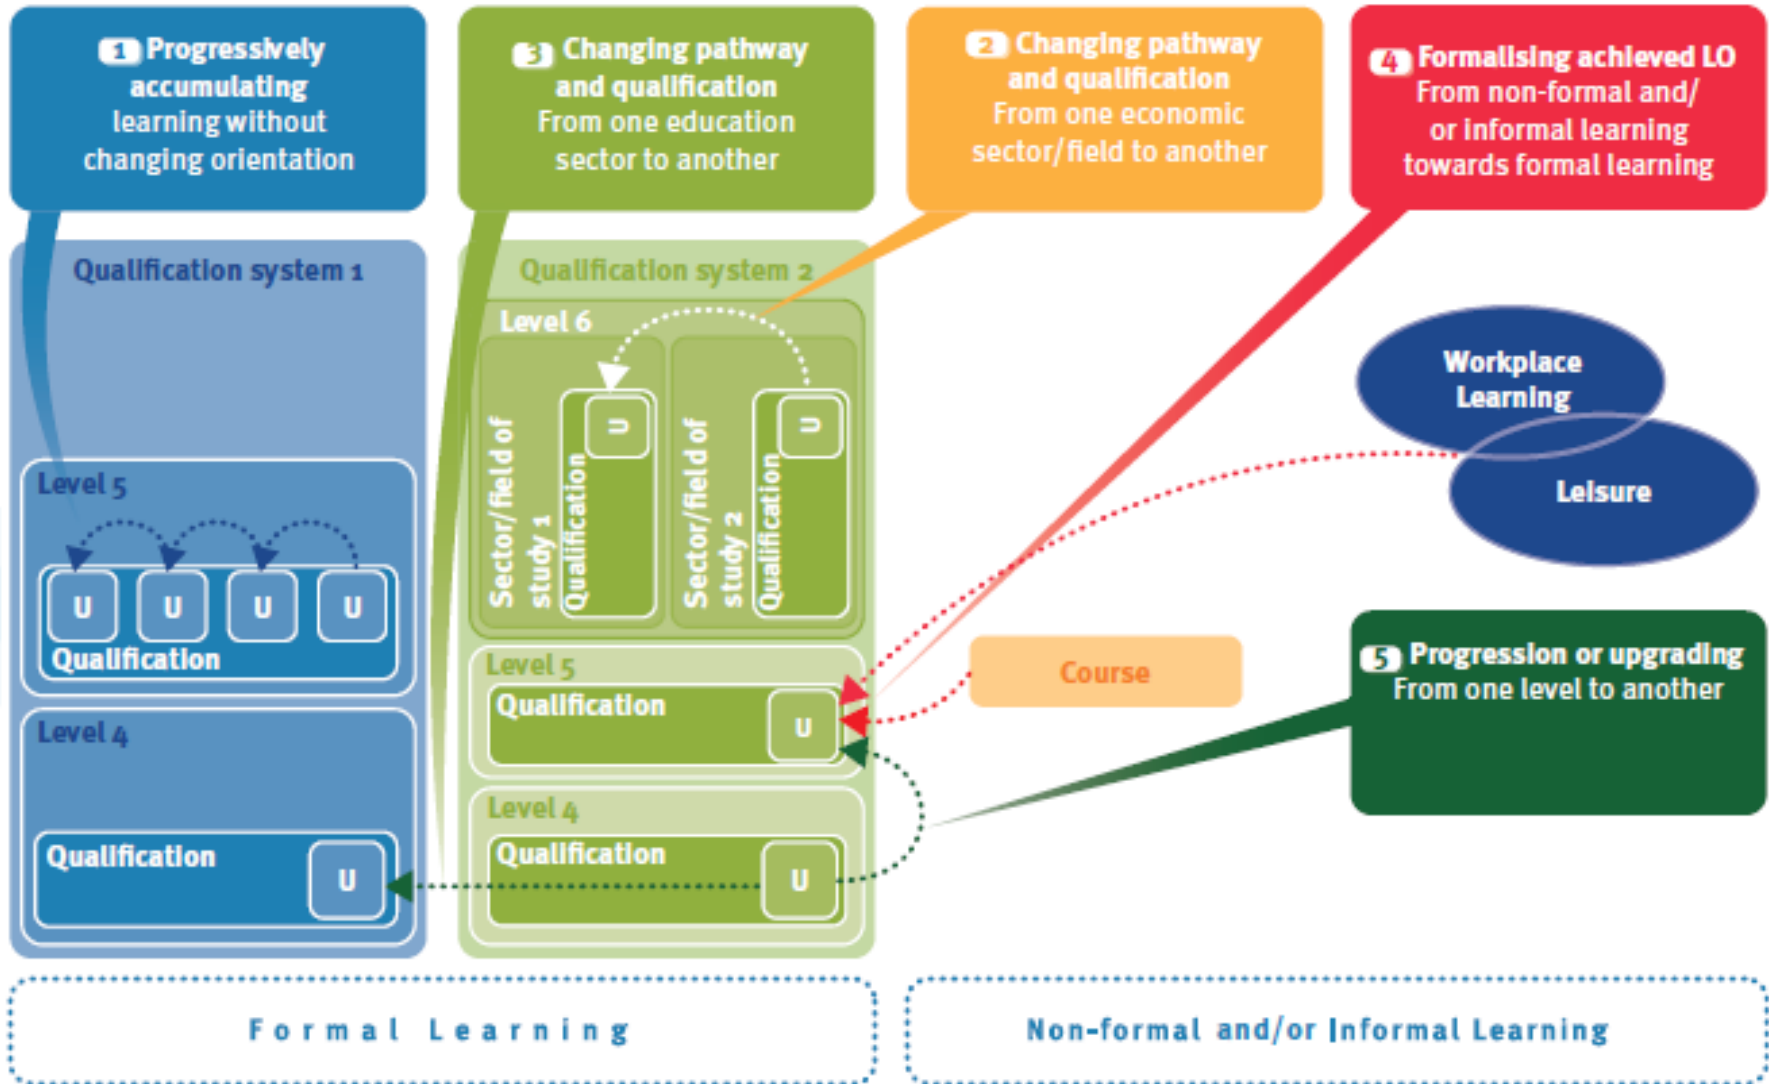 1 Progressively
accumulating
learning without
changing orientation
3 Changing pathway
and qualification
From one education
sector to another
2 Changing pathway
and qualification
From one economic
sector/field to another
4 Formalising achieved LO
From non-formal and/
or informal learning
towards formal learning
Qualification system 1
Level 5
U U U U
Qualification
Level 4
Qualification
U
Qualification system 2
Level 6
Sector/field of
study 1
Qualification
U
Sector/field of
study 2
Qualification
U
Level 5
Qualification
U
Level 4
Qualification
U
Workplace
Learning
Leisure
Course
5 Progression or upgrading
From one level to another
Formal Learning
Non-formal and/or Informal Learning